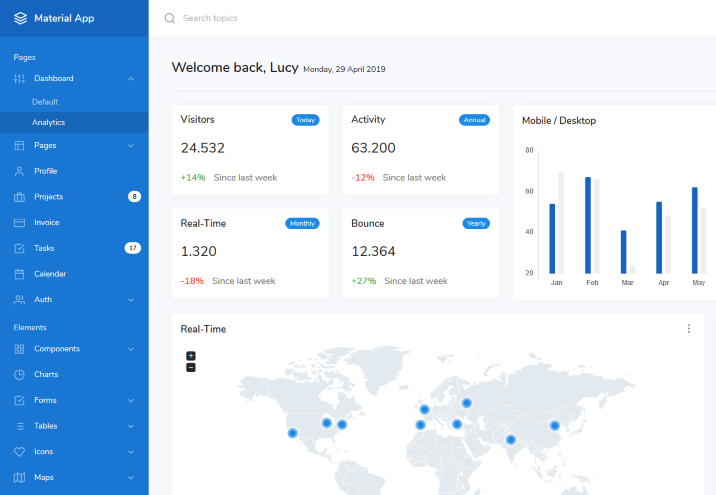 Material App
Search topics
Pages
Dashboard
Default
Analytics
Pages
Profile
Projects 8
Invoice
Tasks 17
Calendar
Auth
Elements
Components
Charts
Forms
Tables
Icons
Maps
Welcome back, Lucy Monday, 29 April 2019
Visitors Today
24.532
+14% Since last week
Activity Annual
63.200
-12% Since last week
Real-Time Monthly
1.320
-18% Since last week
Bounce Yearly
12.364
+27% Since last week
Mobile / Desktop
80
60
40
20
Jan Feb Mar Apr May
Real-Time
+
−